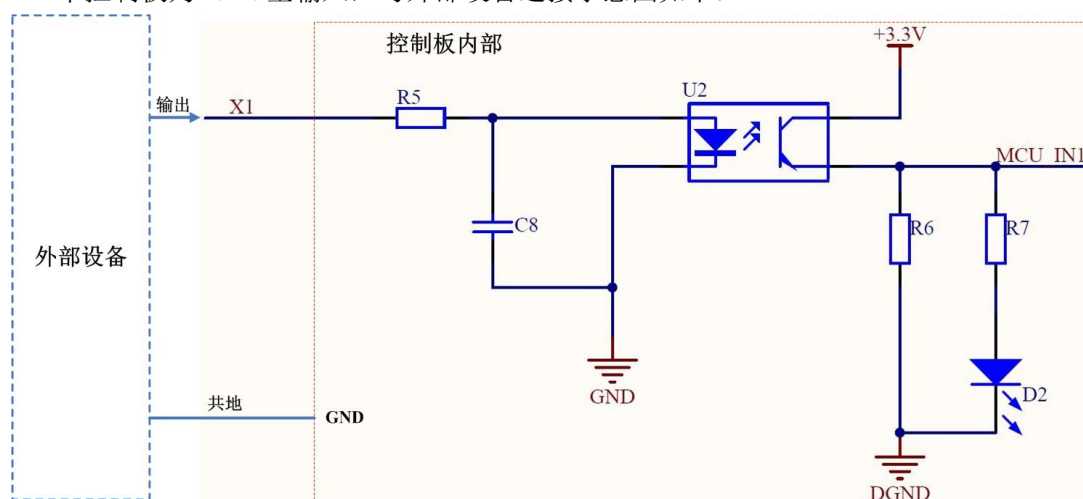 控制板内部
+3.3V
U2
R5
输出
X1
MCU_IN1
C8
R6
R7
外部设备
GND
D2
共地
GND
DGND